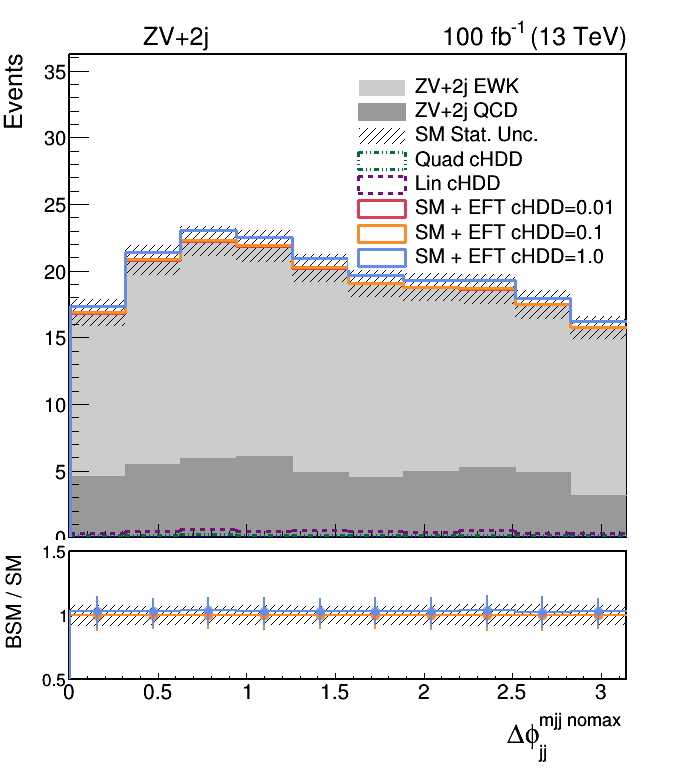 ZV+2j 100 fb-1 (13 TeV)
Events
35
30
25
20
15
10
5
0
ZV+2j EWK
ZV+2j QCD
SM Stat. Unc.
Quad cHDD
Lin cHDD
SM + EFT cHDD=0.01
SM + EFT cHDD=0.1
SM + EFT cHDD=1.0
BSM / SM
1.5
1
0.5
0 0.5 1 1.5 2 2.5 3
Δϕjj mjj nomax